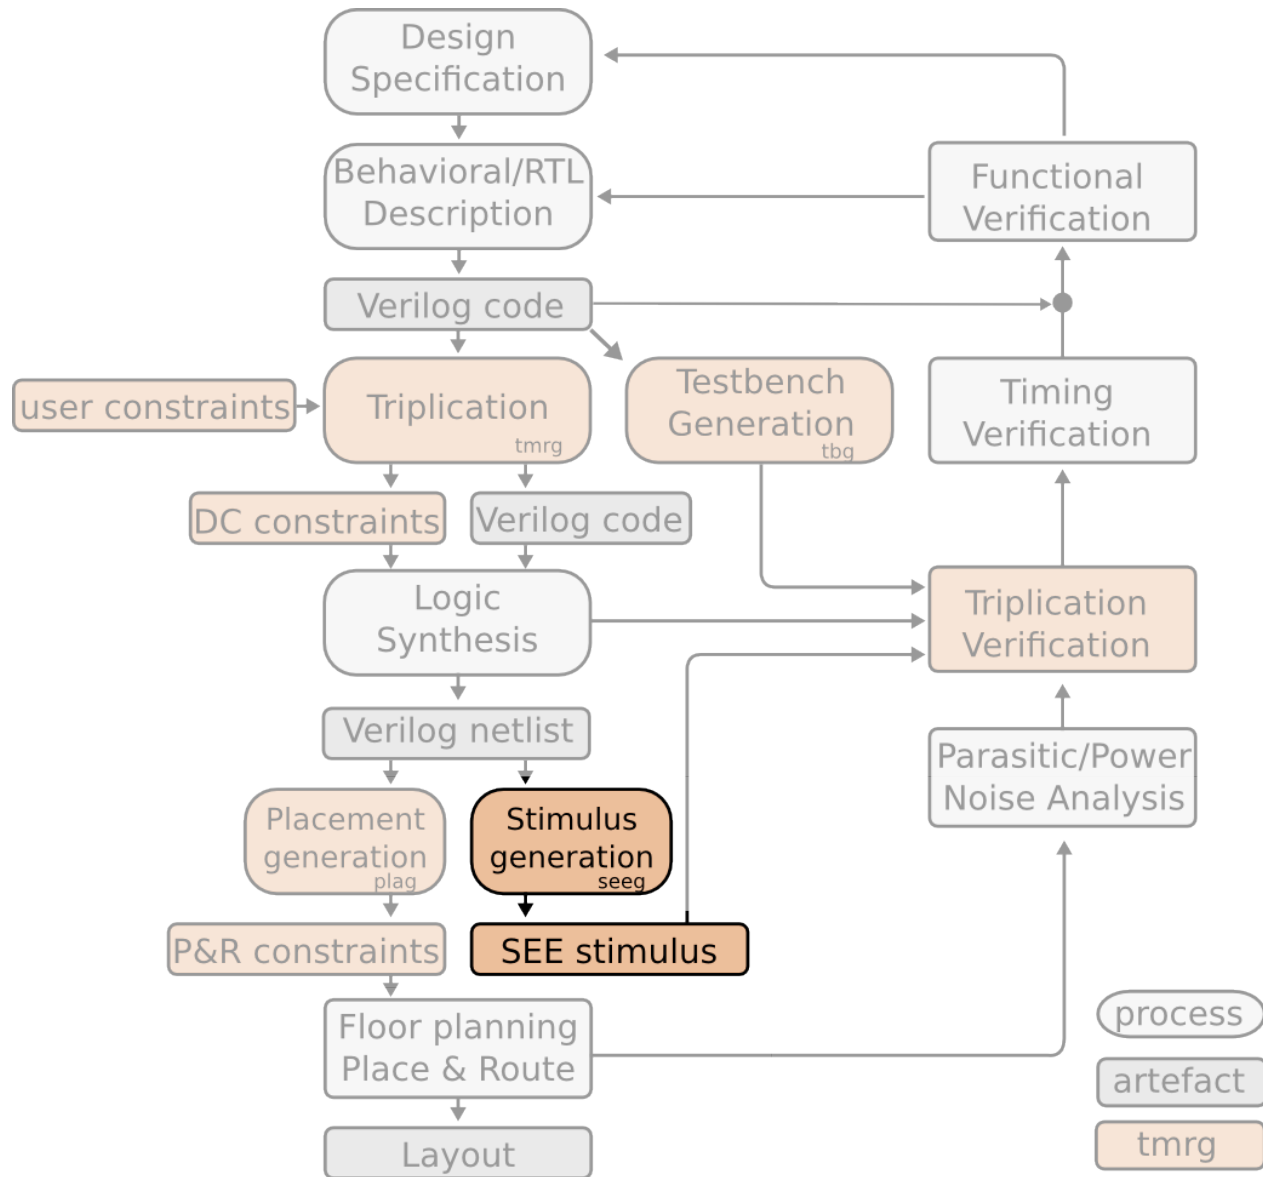 Design
Specification
Behavioral/RTL
Description
Functional
Verification
Verilog code
user constraints
Triplication
tmrg
Testbench
Generation
tbg
Timing
Verification
DC constraints
Verilog code
Logic
Synthesis
Triplication
Verification
Verilog netlist
Parasitic/Power
Noise Analysis
Placement
generation
plag
Stimulus
generation
seeg
P&R constraints
SEE stimulus
Floor planning
Place & Route
Layout
process
artefact
tmrg